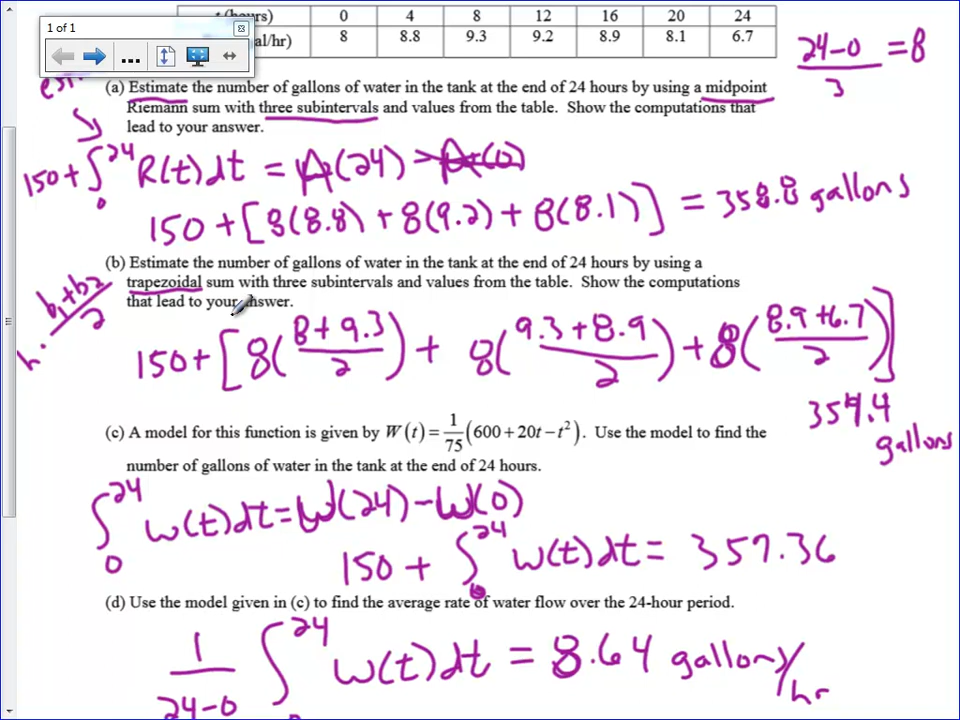 1 of 1
(hours) 0 4 8 12 16 20 24
al/hr) 8 8.8 9.3 9.2 8.9 8.1 6.7
24-0 / 3 = 8
(a) Estimate the number of gallons of water in the tank at the end of 24 hours by using a midpoint
Riemann sum with three subintervals and values from the table. Show the computations that
lead to your answer.
150 + ∫₀²⁴ R(t)dt = A(24) - A(0)
150 + [8(8.8) + 8(9.2) + 8(8.1)] = 358.8 gallons
(b) Estimate the number of gallons of water in the tank at the end of 24 hours by using a
trapezoidal sum with three subintervals and values from the table. Show the computations
that lead to your answer.
h · b1+b2 / 2
150 + [8(8+9.3 / 2) + 8(9.3+8.9 / 2) + 8(8.9+6.7 / 2)]
354.4
gallons
(c) A model for this function is given by W(t) = 1/75 (600 + 20t - t²). Use the model to find the
number of gallons of water in the tank at the end of 24 hours.
∫₀²⁴ W(t)dt = W(24) - W(0)
150 + ∫₀²⁴ W(t)dt = 357.36
(d) Use the model given in (c) to find the average rate of water flow over the 24-hour period.
1 / 24-0 ∫₀²⁴ W(t)dt = 8.64 gallons/hr